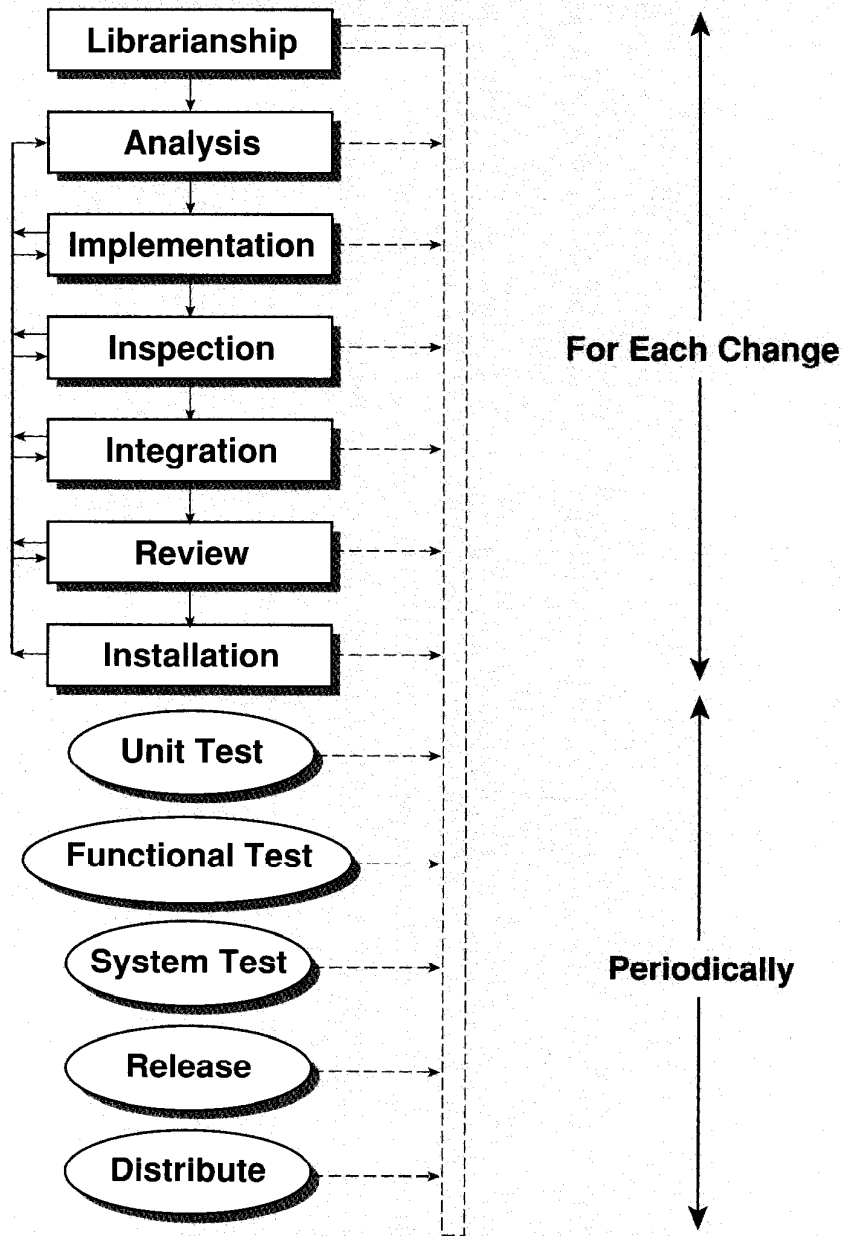 Librarianship
Analysis
Implementation
Inspection
For Each Change
Integration
Review
Installation
Unit Test
Functional Test
System Test
Periodically
Release
Distribute